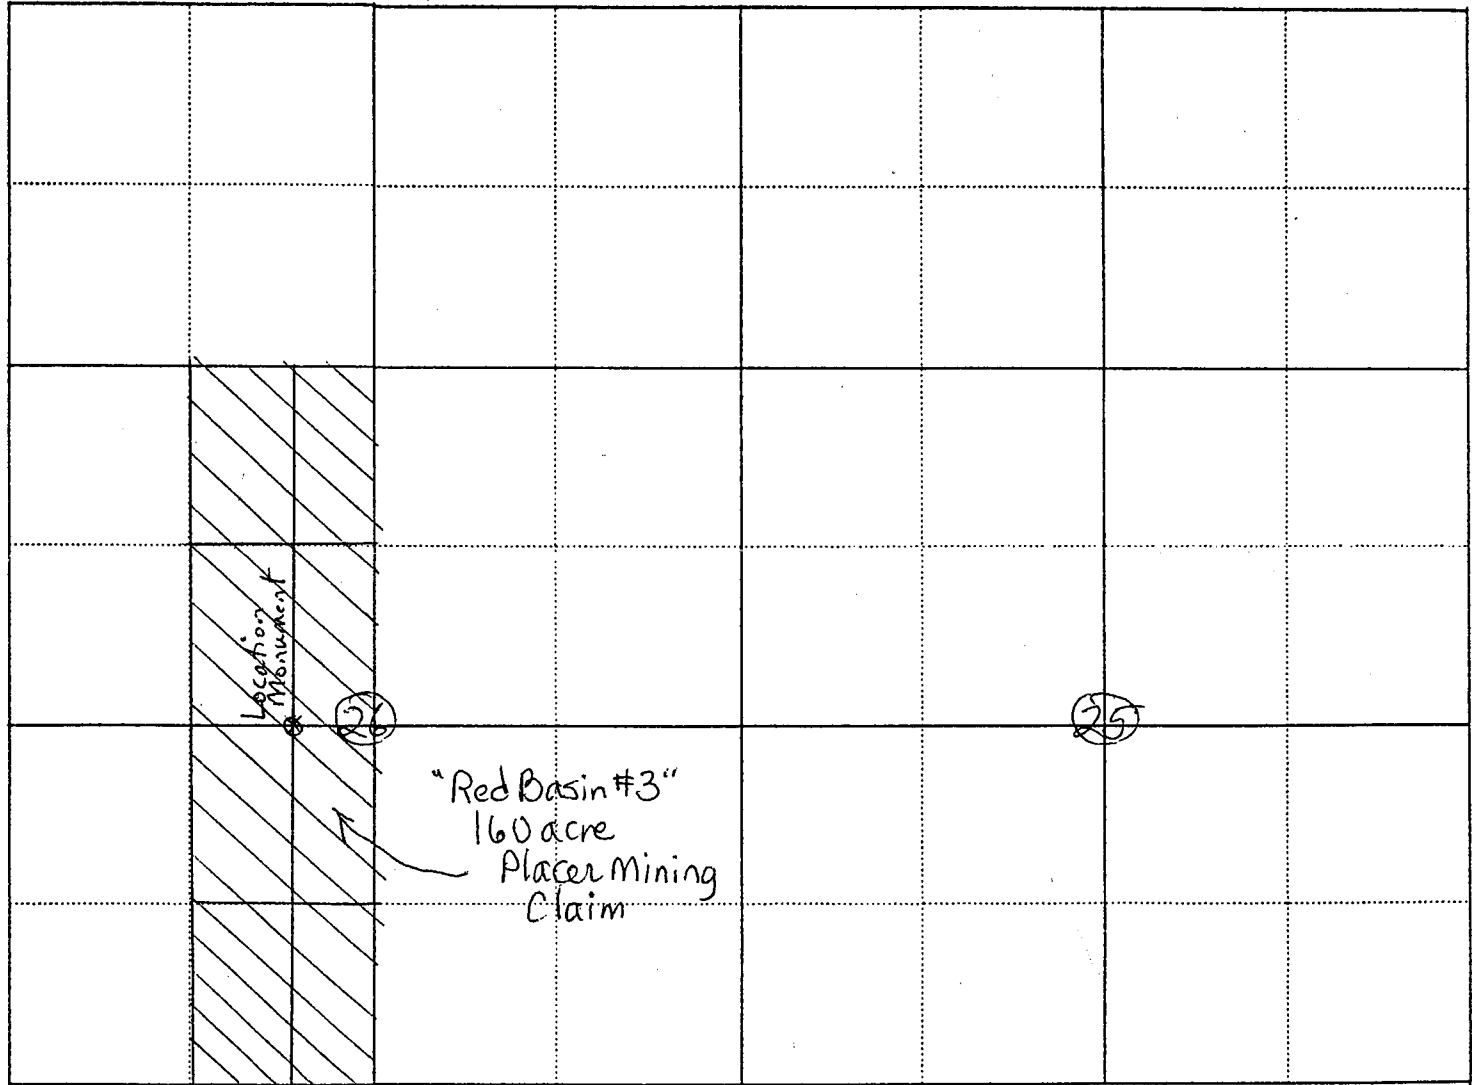 Location
Monument
26
25
"Red Basin #3"
160 acre
Placer Mining
Claim